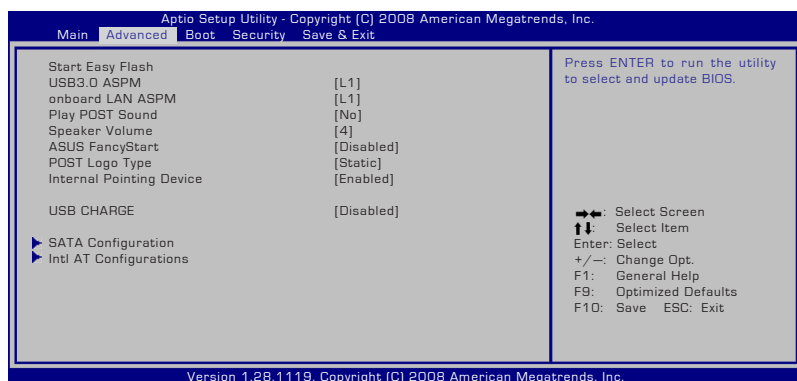 Aptio Setup Utility - Copyright (C) 2008 American Megatrends, Inc.
Main Advanced Boot Security Save & Exit
Start Easy Flash
USB3.0 ASPM [L1]
onboard LAN ASPM [L1]
Play POST Sound [No]
Speaker Volume [4]
ASUS FancyStart [Disabled]
POST Logo Type [Static]
Internal Pointing Device [Enabled]
USB CHARGE [Disabled]
SATA Configuration
Intl AT Configurations
Press ENTER to run the utility
to select and update BIOS.
→←: Select Screen
↑↓: Select Item
Enter: Select
+/—: Change Opt.
F1: General Help
F9: Optimized Defaults
F10: Save ESC: Exit
Version 1.28.1119. Copyright (C) 2008 American Megatrends, Inc.